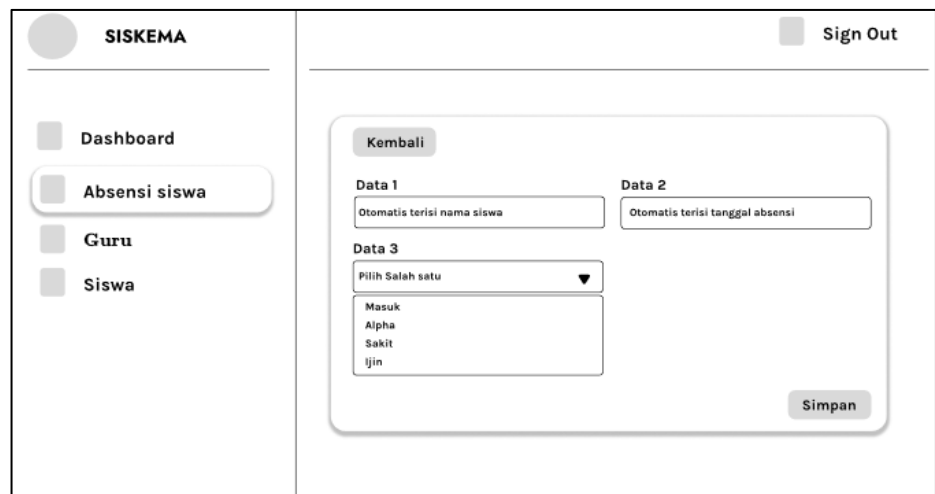 SISKEMA
Sign Out
Dashboard
Absensi siswa
Guru
Siswa
Kembali
Data 1
Data 2
Otomatis terisi nama siswa
Otomatis terisi tanggal absensi
Data 3
Pilih Salah satu
Masuk
Alpha
Sakit
Ijin
Simpan